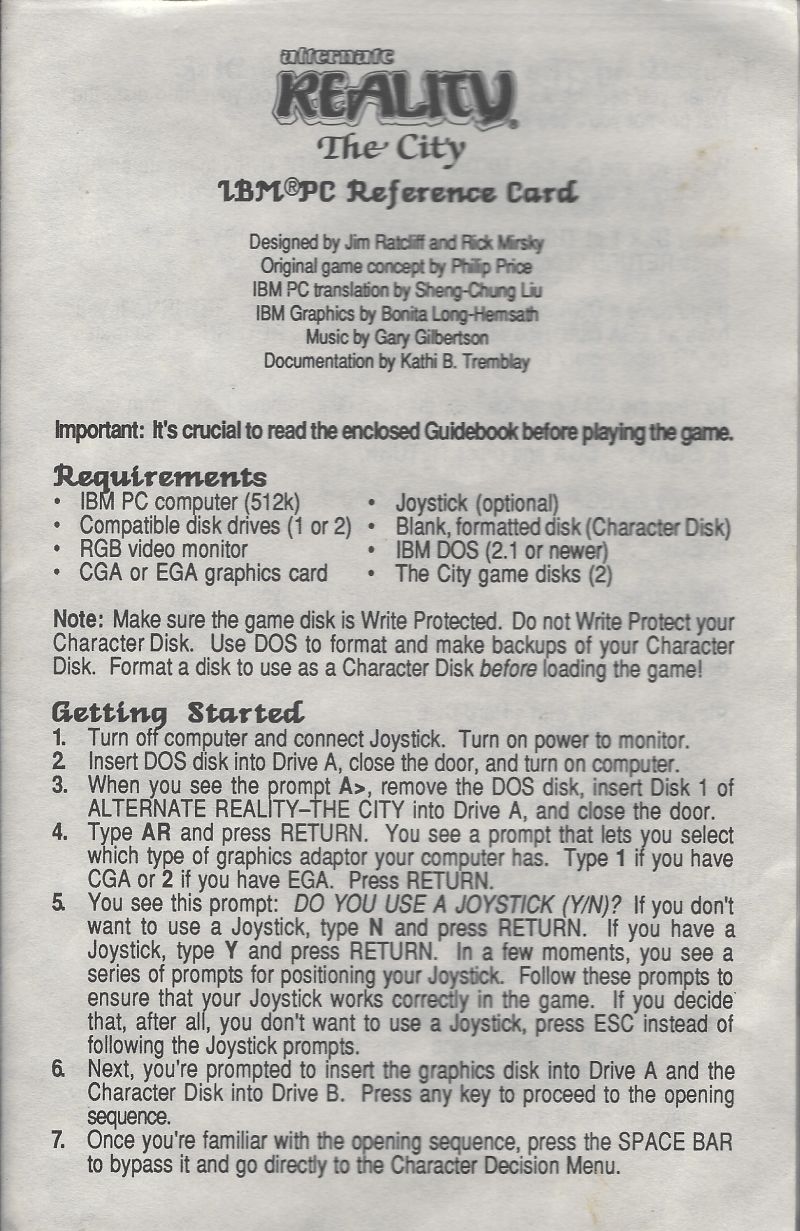 alternate
REALITY®
The City
IBM®PC Reference Card
Designed by Jim Ratcliff and Rick Mirsky
Original game concept by Philip Price
IBM PC translation by Sheng-Chung Liu
IBM Graphics by Bonita Long-Hemsath
Music by Gary Gilbertson
Documentation by Kathi B. Tremblay
Important: It's crucial to read the enclosed Guidebook before playing the game.
Requirements
• IBM PC computer (512k)
• Compatible disk drives (1 or 2)
• RGB video monitor
• CGA or EGA graphics card
• Joystick (optional)
• Blank, formatted disk (Character Disk)
• IBM DOS (2.1 or newer)
• The City game disks (2)
Note: Make sure the game disk is Write Protected. Do not Write Protect your
Character Disk. Use DOS to format and make backups of your Character
Disk. Format a disk to use as a Character Disk before loading the game!
Getting Started
1. Turn off computer and connect Joystick. Turn on power to monitor.
2. Insert DOS disk into Drive A, close the door, and turn on computer.
3. When you see the prompt A>, remove the DOS disk, insert Disk 1 of
ALTERNATE REALITY–THE CITY into Drive A, and close the door.
4. Type AR and press RETURN. You see a prompt that lets you select
which type of graphics adaptor your computer has. Type 1 if you have
CGA or 2 if you have EGA. Press RETURN.
5. You see this prompt: DO YOU USE A JOYSTICK (Y/N)? If you don't
want to use a Joystick, type N and press RETURN. If you have a
Joystick, type Y and press RETURN. In a few moments, you see a
series of prompts for positioning your Joystick. Follow these prompts to
ensure that your Joystick works correctly in the game. If you decide
that, after all, you don't want to use a Joystick, press ESC instead of
following the Joystick prompts.
6. Next, you're prompted to insert the graphics disk into Drive A and the
Character Disk into Drive B. Press any key to proceed to the opening
sequence.
7. Once you're familiar with the opening sequence, press the SPACE BAR
to bypass it and go directly to the Character Decision Menu.